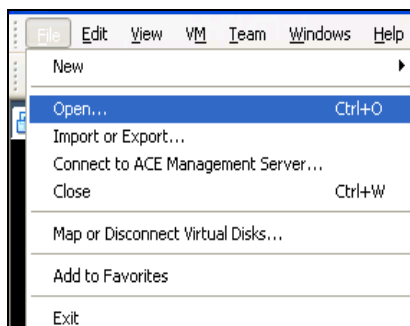 File Edit View VM Team Windows Help
New
Open... Ctrl+O
Import or Export...
Connect to ACE Management Server...
Close Ctrl+W
Map or Disconnect Virtual Disks...
Add to Favorites
Exit